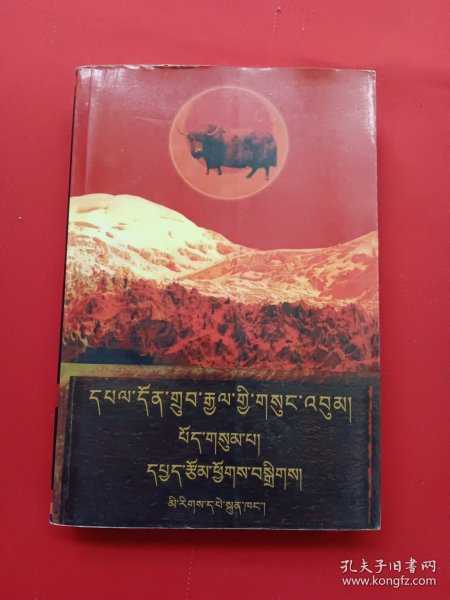 དཔལ་དོན་གྲུབ་རྒྱལ་གྱི་གསུང་འབུམ།
པོད་གསུམ་པ།
དཔྱད་རྩོམ་ཕྱོགས་བསྒྲིགས།
མི་རིགས་དཔེ་སྐྲུན་ཁང་།
孔夫子旧书网
www.kongfz.com